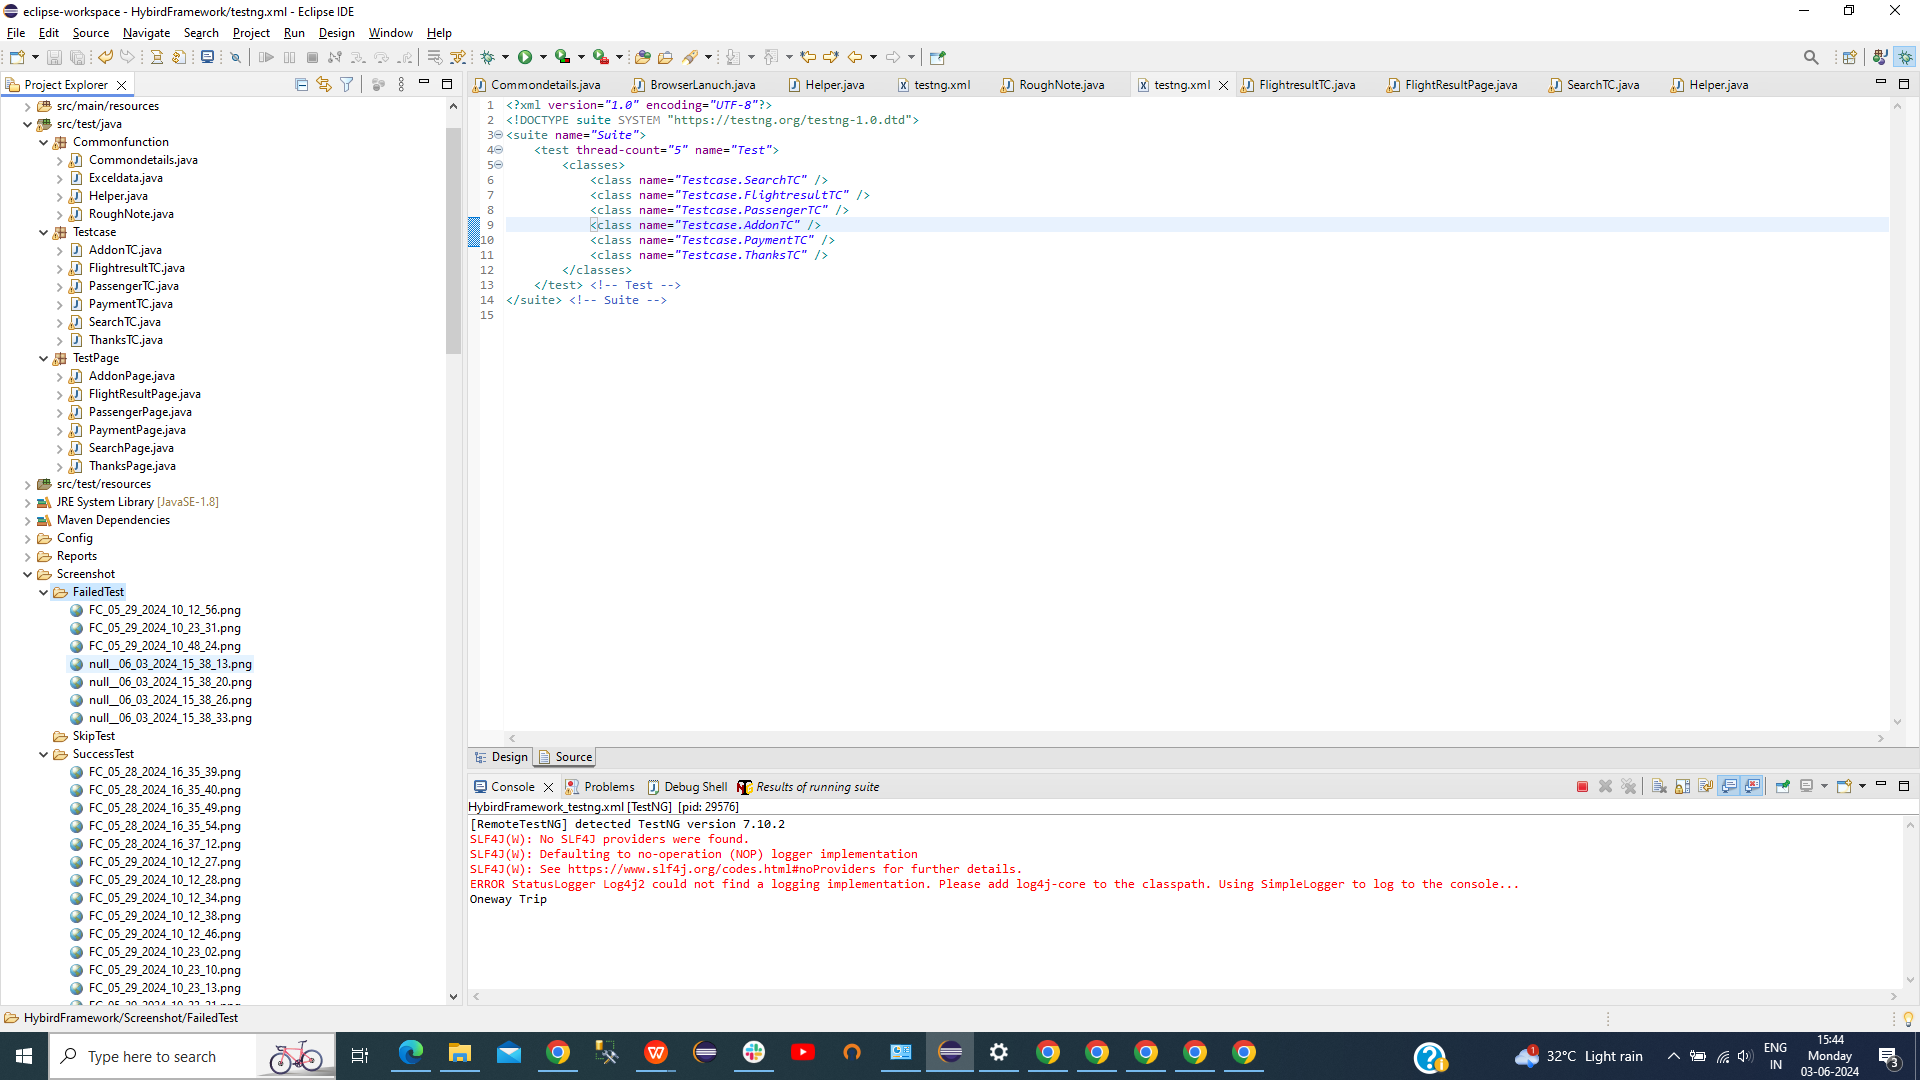 eclipse-workspace - HybirdFramework/testng.xml - Eclipse IDE
File Edit Source Navigate Search Project Run Design Window Help
Project Explorer
src/main/resources
src/test/java
Commonfunction
Commondetails.java
Exceldata.java
Helper.java
RoughNote.java
Testcase
AddonTC.java
FlightresultTC.java
PassengerTC.java
PaymentTC.java
SearchTC.java
ThanksTC.java
TestPage
AddonPage.java
FlightResultPage.java
PassengerPage.java
PaymentPage.java
SearchPage.java
ThanksPage.java
src/test/resources
JRE System Library [JavaSE-1.8]
Maven Dependencies
Config
Reports
Screenshot
FailedTest
FC_05_29_2024_10_12_56.png
FC_05_29_2024_10_23_31.png
FC_05_29_2024_10_48_24.png
null__06_03_2024_15_38_13.png
null__06_03_2024_15_38_20.png
null__06_03_2024_15_38_26.png
null__06_03_2024_15_38_33.png
SkipTest
SuccessTest
FC_05_28_2024_16_35_39.png
FC_05_28_2024_16_35_40.png
FC_05_28_2024_16_35_49.png
FC_05_28_2024_16_35_54.png
FC_05_28_2024_16_37_12.png
FC_05_29_2024_10_12_27.png
FC_05_29_2024_10_12_28.png
FC_05_29_2024_10_12_34.png
FC_05_29_2024_10_12_38.png
FC_05_29_2024_10_12_46.png
FC_05_29_2024_10_23_02.png
FC_05_29_2024_10_23_10.png
FC_05_29_2024_10_23_13.png
Commondetails.java BrowserLanuch.java Helper.java testng.xml RoughNote.java testng.xml FlightresultTC.java FlightResultPage.java SearchTC.java Helper.java
1 <?xml version="1.0" encoding="UTF-8"?>
2 <!DOCTYPE suite SYSTEM "https://testng.org/testng-1.0.dtd">
3 <suite name="Suite">
4 <test thread-count="5" name="Test">
5 <classes>
6 <class name="Testcase.SearchTC" />
7 <class name="Testcase.FlightresultTC" />
8 <class name="Testcase.PassengerTC" />
9 <class name="Testcase.AddonTC" />
10 <class name="Testcase.PaymentTC" />
11 <class name="Testcase.ThanksTC" />
12 </classes>
13 </test> <!-- Test -->
14 </suite> <!-- Suite -->
15
Design Source
Console Problems Debug Shell Results of running suite
HybirdFramework_testng.xml [TestNG] [pid: 29576]
[RemoteTestNG] detected TestNG version 7.10.2
SLF4J(W): No SLF4J providers were found.
SLF4J(W): Defaulting to no-operation (NOP) logger implementation
SLF4J(W): See https://www.slf4j.org/codes.html#noProviders for further details.
ERROR StatusLogger Log4j2 could not find a logging implementation. Please add log4j-core to the classpath. Using SimpleLogger to log to the console...
Oneway Trip
HybirdFramework/Screenshot/FailedTest
Type here to search
1
32°C Light rain
ENG
IN
15:44
Monday
03-06-2024
3